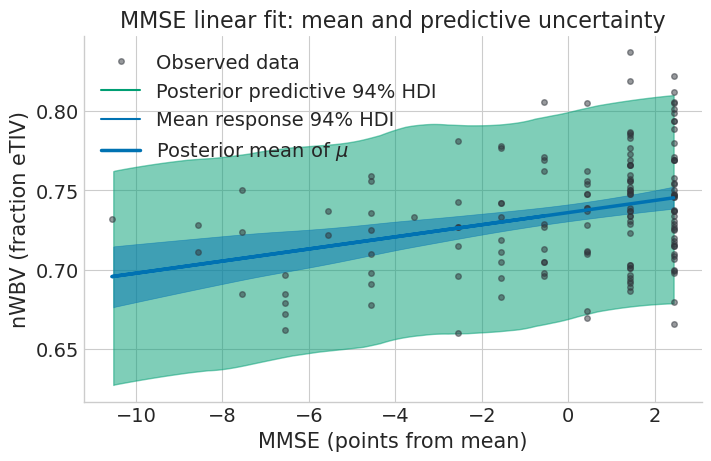 MMSE linear fit: mean and predictive uncertainty
Observed data
Posterior predictive 94% HDI
Mean response 94% HDI
Posterior mean of μ
nWBV (fraction eTIV)
0.80
0.75
0.70
0.65
−10 −8 −6 −4 −2 0 2
MMSE (points from mean)